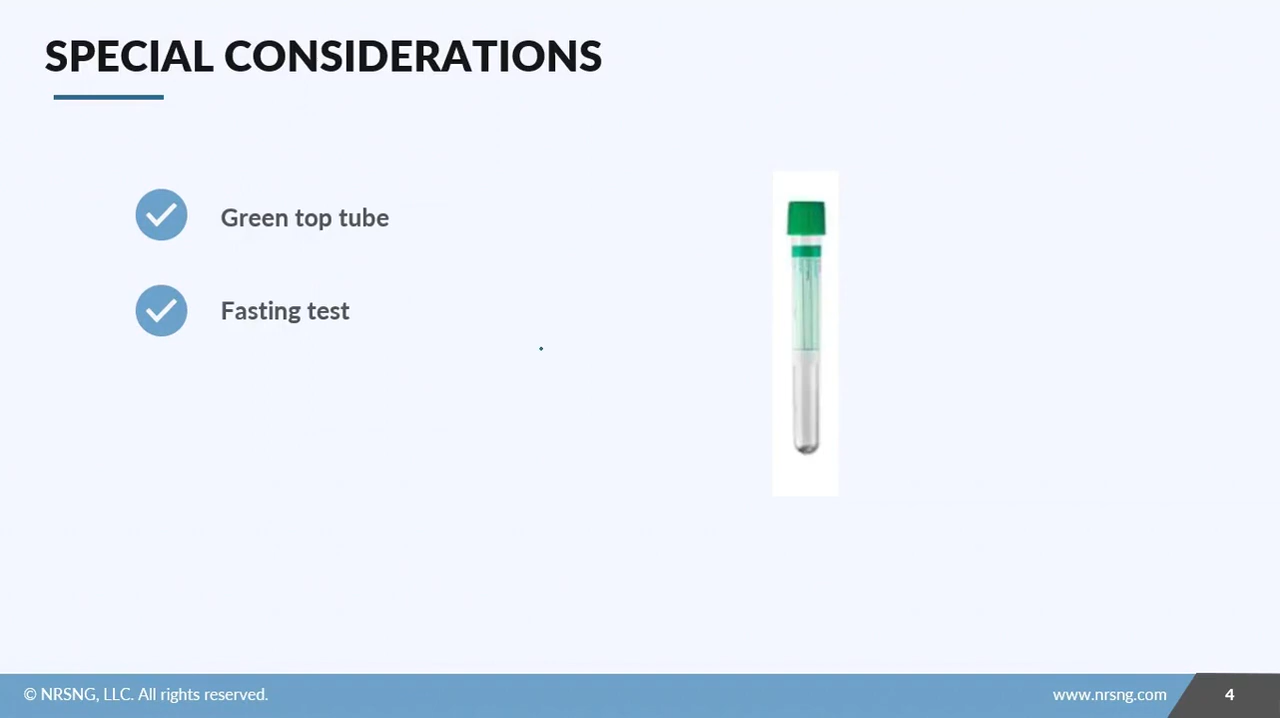 SPECIAL CONSIDERATIONS
Green top tube
Fasting test
© NRSNG, LLC. All rights reserved.
www.nrsng.com
4